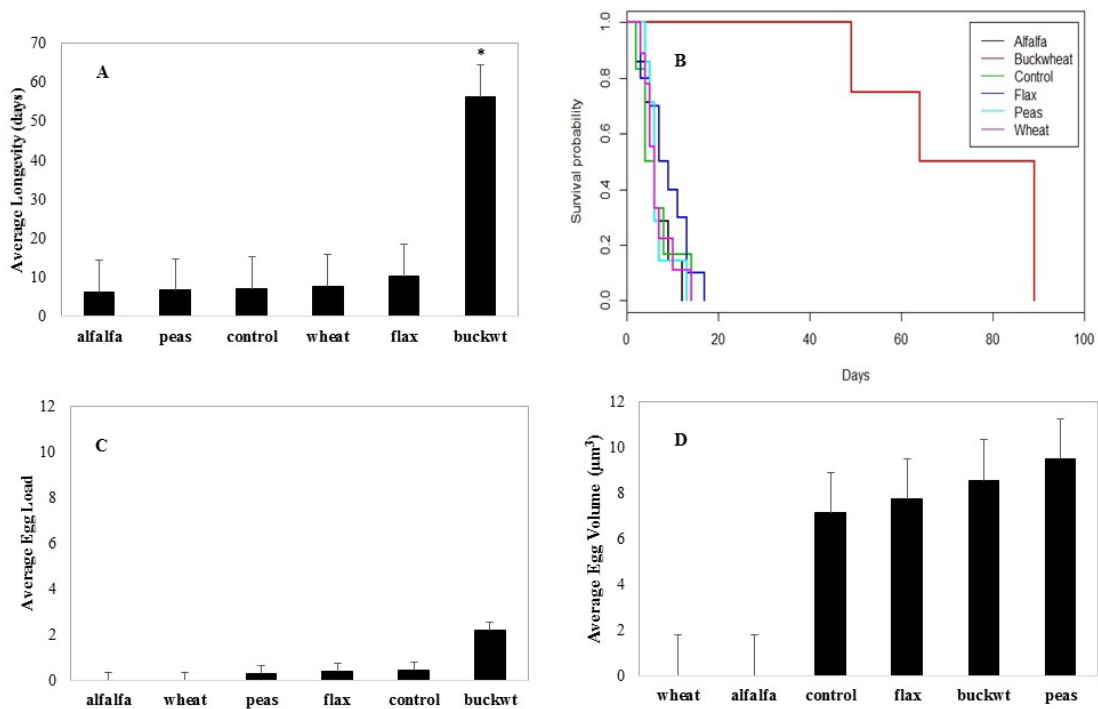 A
*
Average Longevity (days)
70
60
50
40
30
20
10
0
alfalfa peas control wheat flax buckwt
B
Alfalfa
Buckwheat
Control
Flax
Peas
Wheat
Survival probability
1.0
0.8
0.6
0.4
0.2
0.0
0 20 40 60 80 100
Days
C
Average Egg Load
12
10
8
6
4
2
0
alfalfa wheat peas flax control buckwt
D
Average Egg Volume (µm³)
12
10
8
6
4
2
0
wheat alfalfa control flax buckwt peas